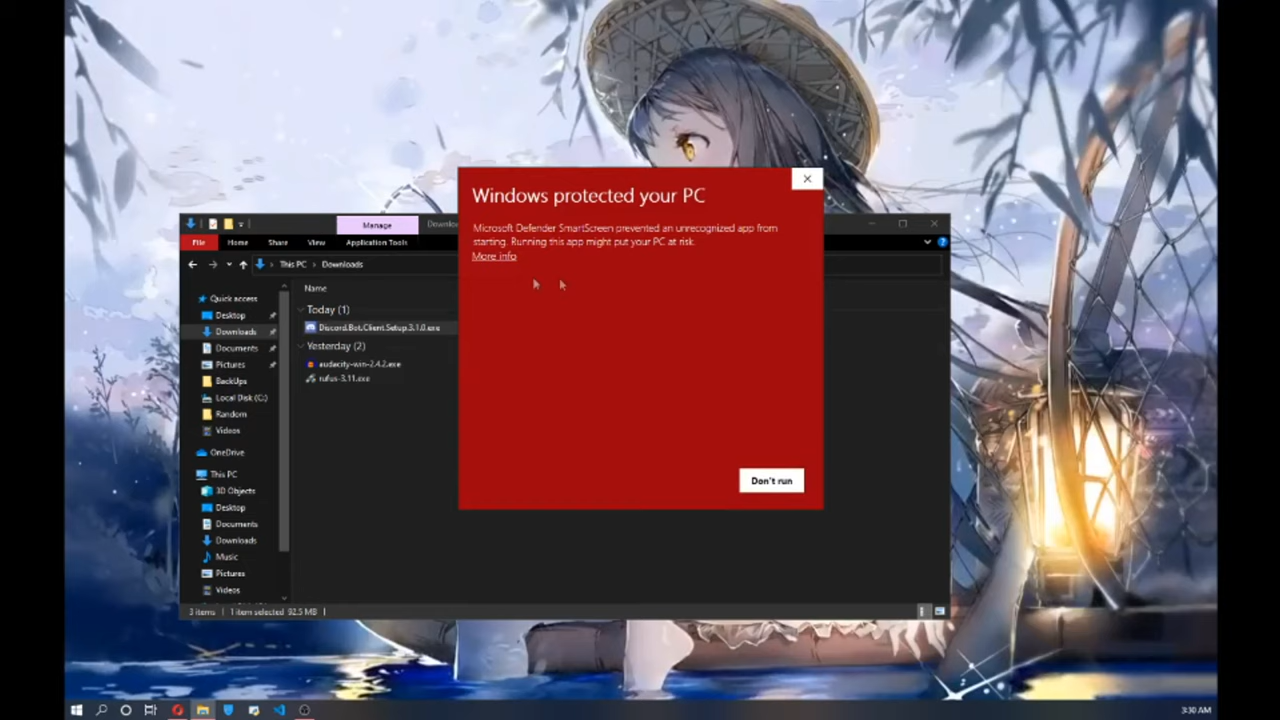 Windows protected your PC
Microsoft Defender SmartScreen prevented an unrecognized app from
starting. Running this app might put your PC at risk.
More info
Don't run
Manage
File
Home
Share
View
Application Tools
This PC
Downloads
Name
Quick access
Desktop
Downloads
Documents
Pictures
BackUps
Local Disk (C:)
Random
Videos
OneDrive
This PC
3D Objects
Desktop
Documents
Downloads
Music
Pictures
Videos
Today (1)
Discord.Bot.Client.Setup.3.1.0.exe
Yesterday (2)
audacity-win-2.4.2.exe
rufus-3.11.exe
3 items
1 item selected 92.5 MB
3:30 AM